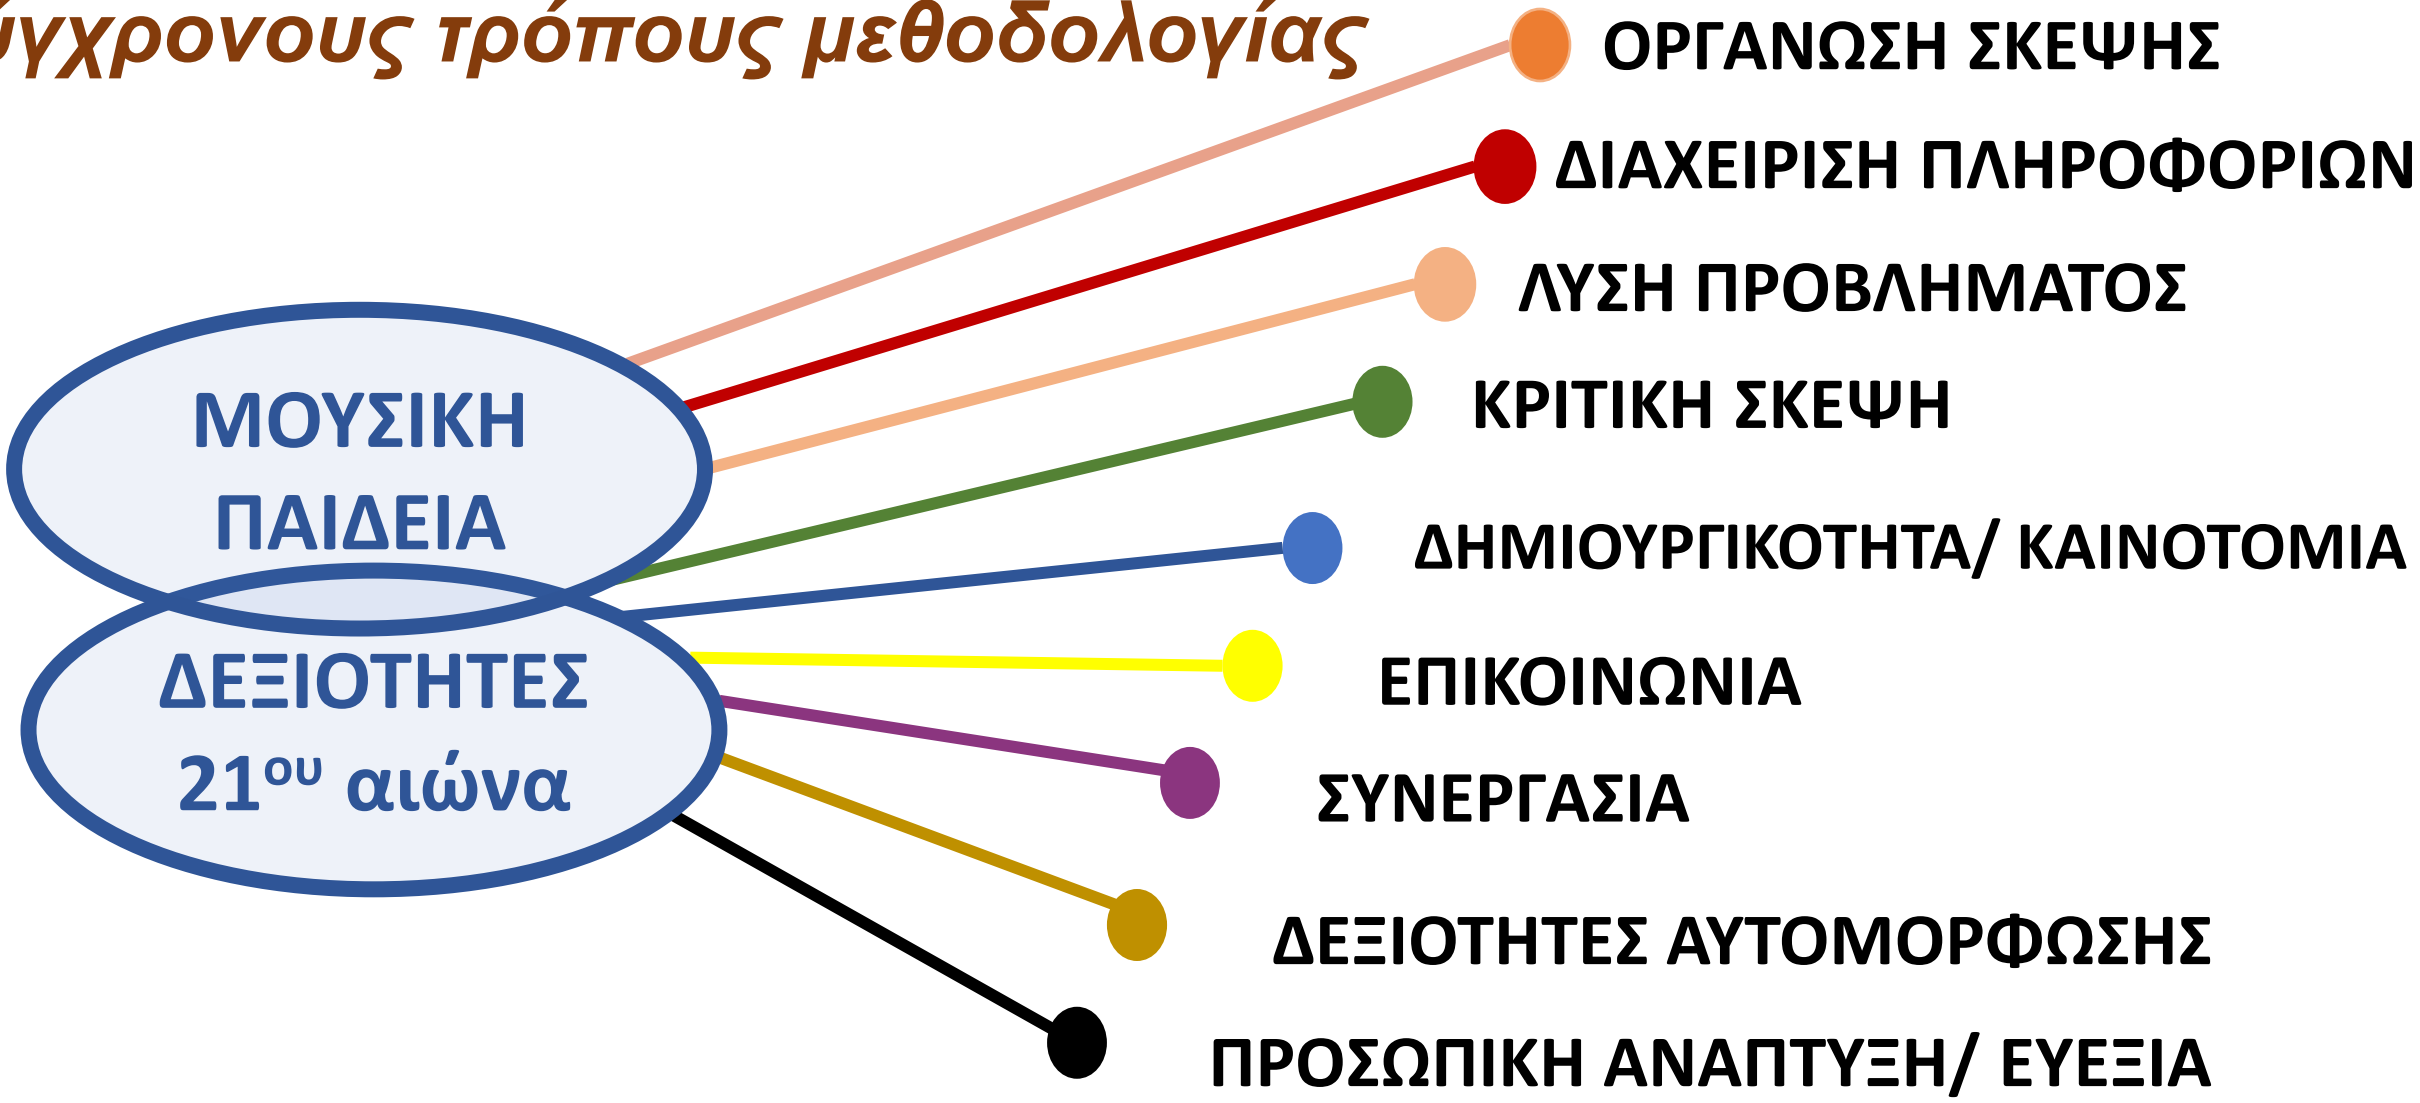 τρόπους μεθοδολογίας
ΟΡΓΑΝΩΣΗ ΣΚΕΨΗΣ
ΔΙΑΧΕΙΡΙΣΗ ΠΛΗΡΟΦΟΡΙΩΝ
ΛΥΣΗ ΠΡΟΒΛΗΜΑΤΟΣ
ΚΡΙΤΙΚΗ ΣΚΕΨΗ
ΔΗΜΙΟΥΡΓΙΚΟΤΗΤΑ/ ΚΑΙΝΟΤΟΜΙΑ
ΕΠΙΚΟΙΝΩΝΙΑ
ΣΥΝΕΡΓΑΣΙΑ
ΔΕΞΙΟΤΗΤΕΣ ΑΥΤΟΜΟΡΦΩΣΗΣ
ΠΡΟΣΩΠΙΚΗ ΑΝΑΠΤΥΞΗ/ ΕΥΕΞΙΑ
ΜΟΥΣΙΚΗ
ΠΑΙΔΕΙΑ
ΔΕΞΙΟΤΗΤΕΣ
21ου αιώνα